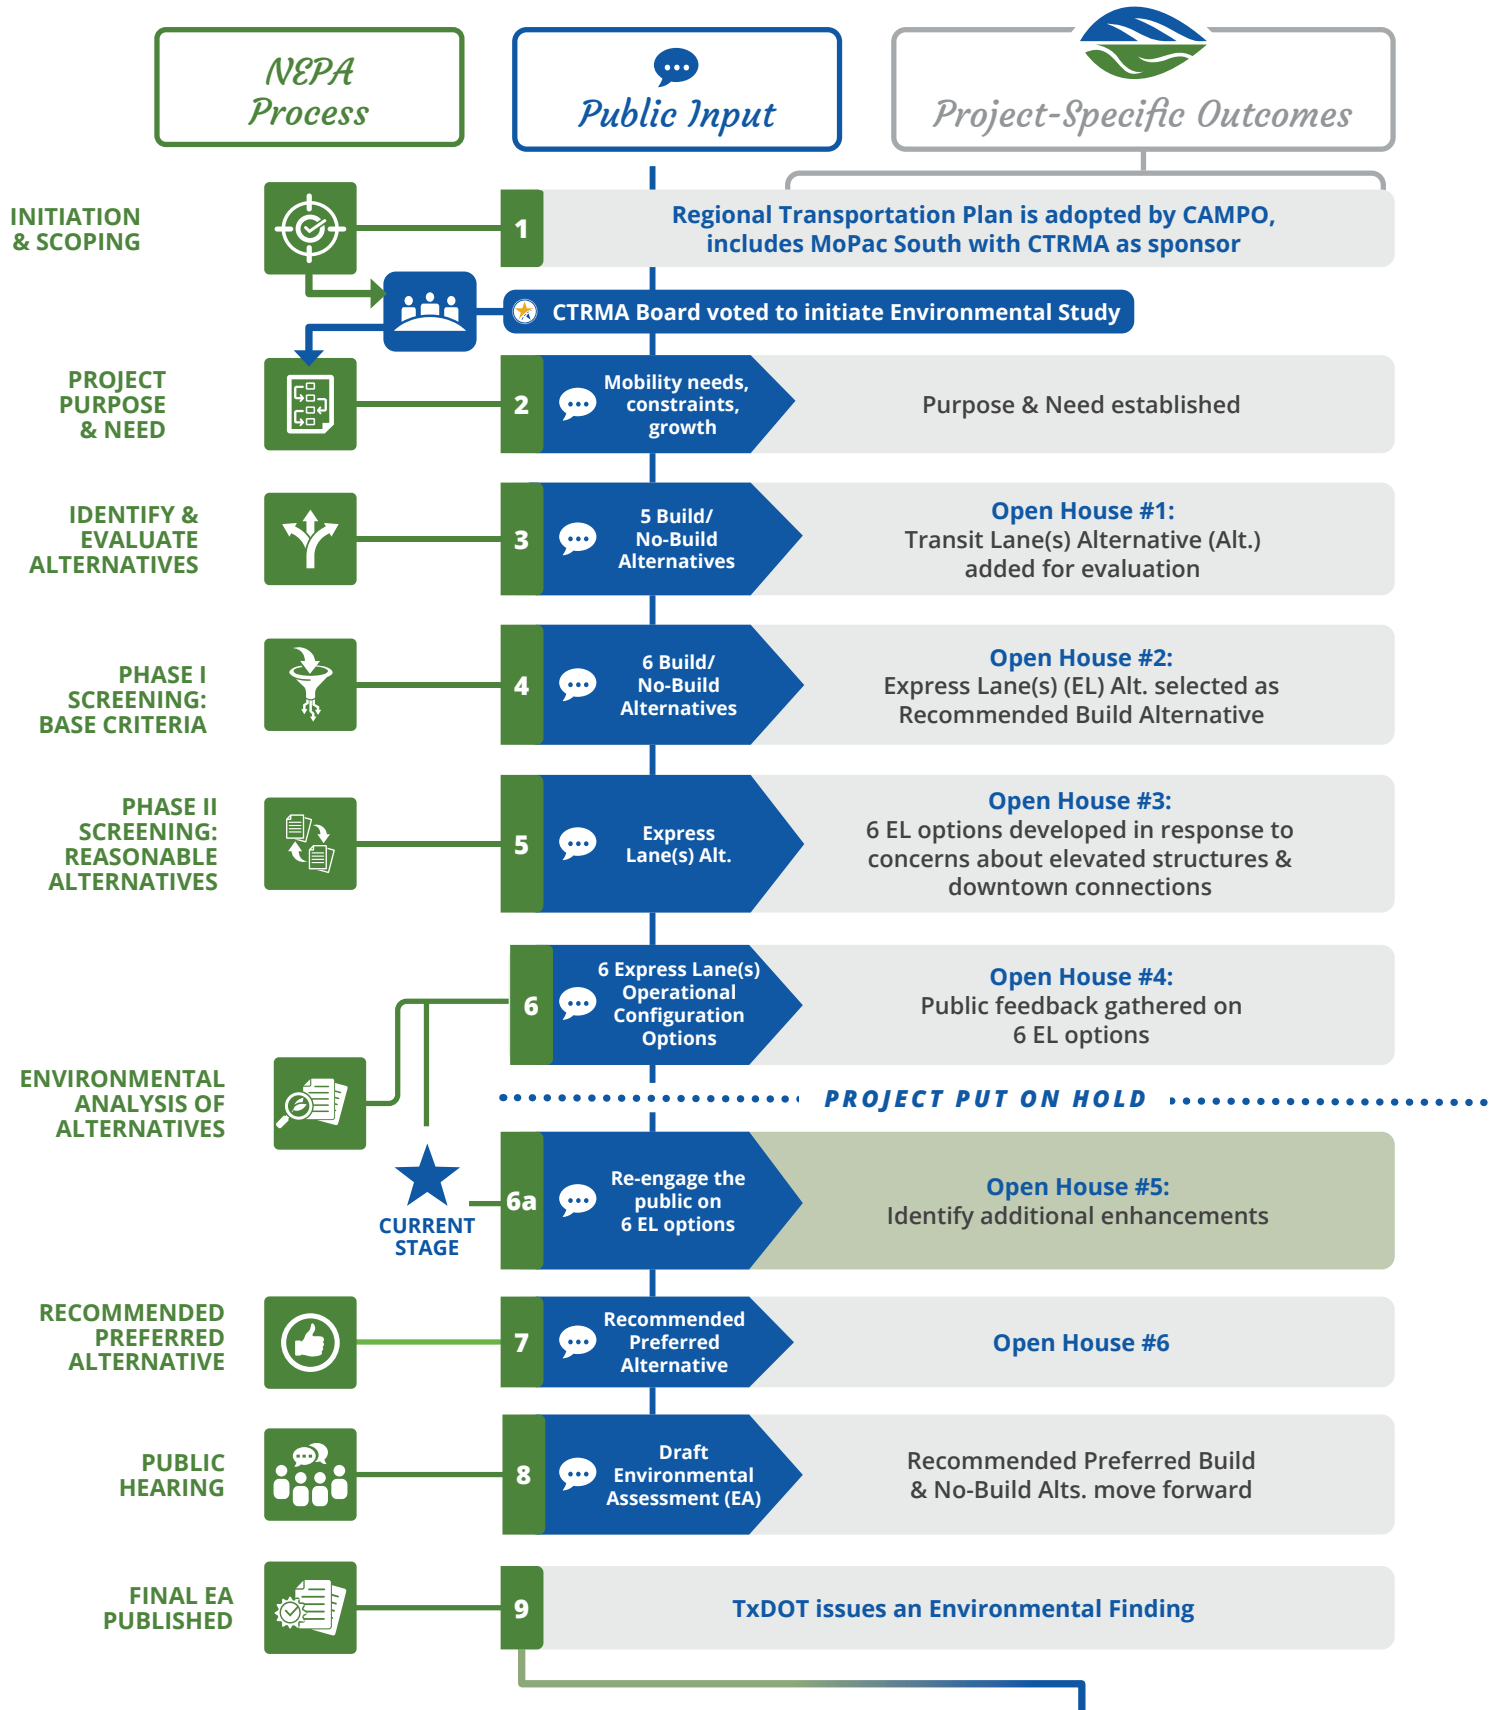 NEPA
Process
Public Input
Project-Specific Outcomes
INITIATION
& SCOPING
1
Regional Transportation Plan is adopted by CAMPO,
includes MoPac South with CTRMA as sponsor
CTRMA Board voted to initiate Environmental Study
PROJECT
PURPOSE
& NEED
2
Mobility needs,
constraints,
growth
Purpose & Need established
IDENTIFY &
EVALUATE
ALTERNATIVES
3
5 Build/
No-Build
Alternatives
Open House #1:
Transit Lane(s) Alternative (Alt.)
added for evaluation
PHASE I
SCREENING:
BASE CRITERIA
4
6 Build/
No-Build
Alternatives
Open House #2:
Express Lane(s) (EL) Alt. selected as
Recommended Build Alternative
PHASE II
SCREENING:
REASONABLE
ALTERNATIVES
5
Express
Lane(s) Alt.
Open House #3:
6 EL options developed in response to
concerns about elevated structures &
downtown connections
ENVIRONMENTAL
ANALYSIS OF
ALTERNATIVES
6
6 Express Lane(s)
Operational
Configuration
Options
Open House #4:
Public feedback gathered on
6 EL options
PROJECT PUT ON HOLD
CURRENT
STAGE
6a
Re-engage the
public on
6 EL options
Open House #5:
Identify additional enhancements
RECOMMENDED
PREFERRED
ALTERNATIVE
7
Recommended
Preferred
Alternative
Open House #6
PUBLIC
HEARING
8
Draft
Environmental
Assessment (EA)
Recommended Preferred Build
& No-Build Alts. move forward
FINAL EA
PUBLISHED
9
TxDOT issues an Environmental Finding